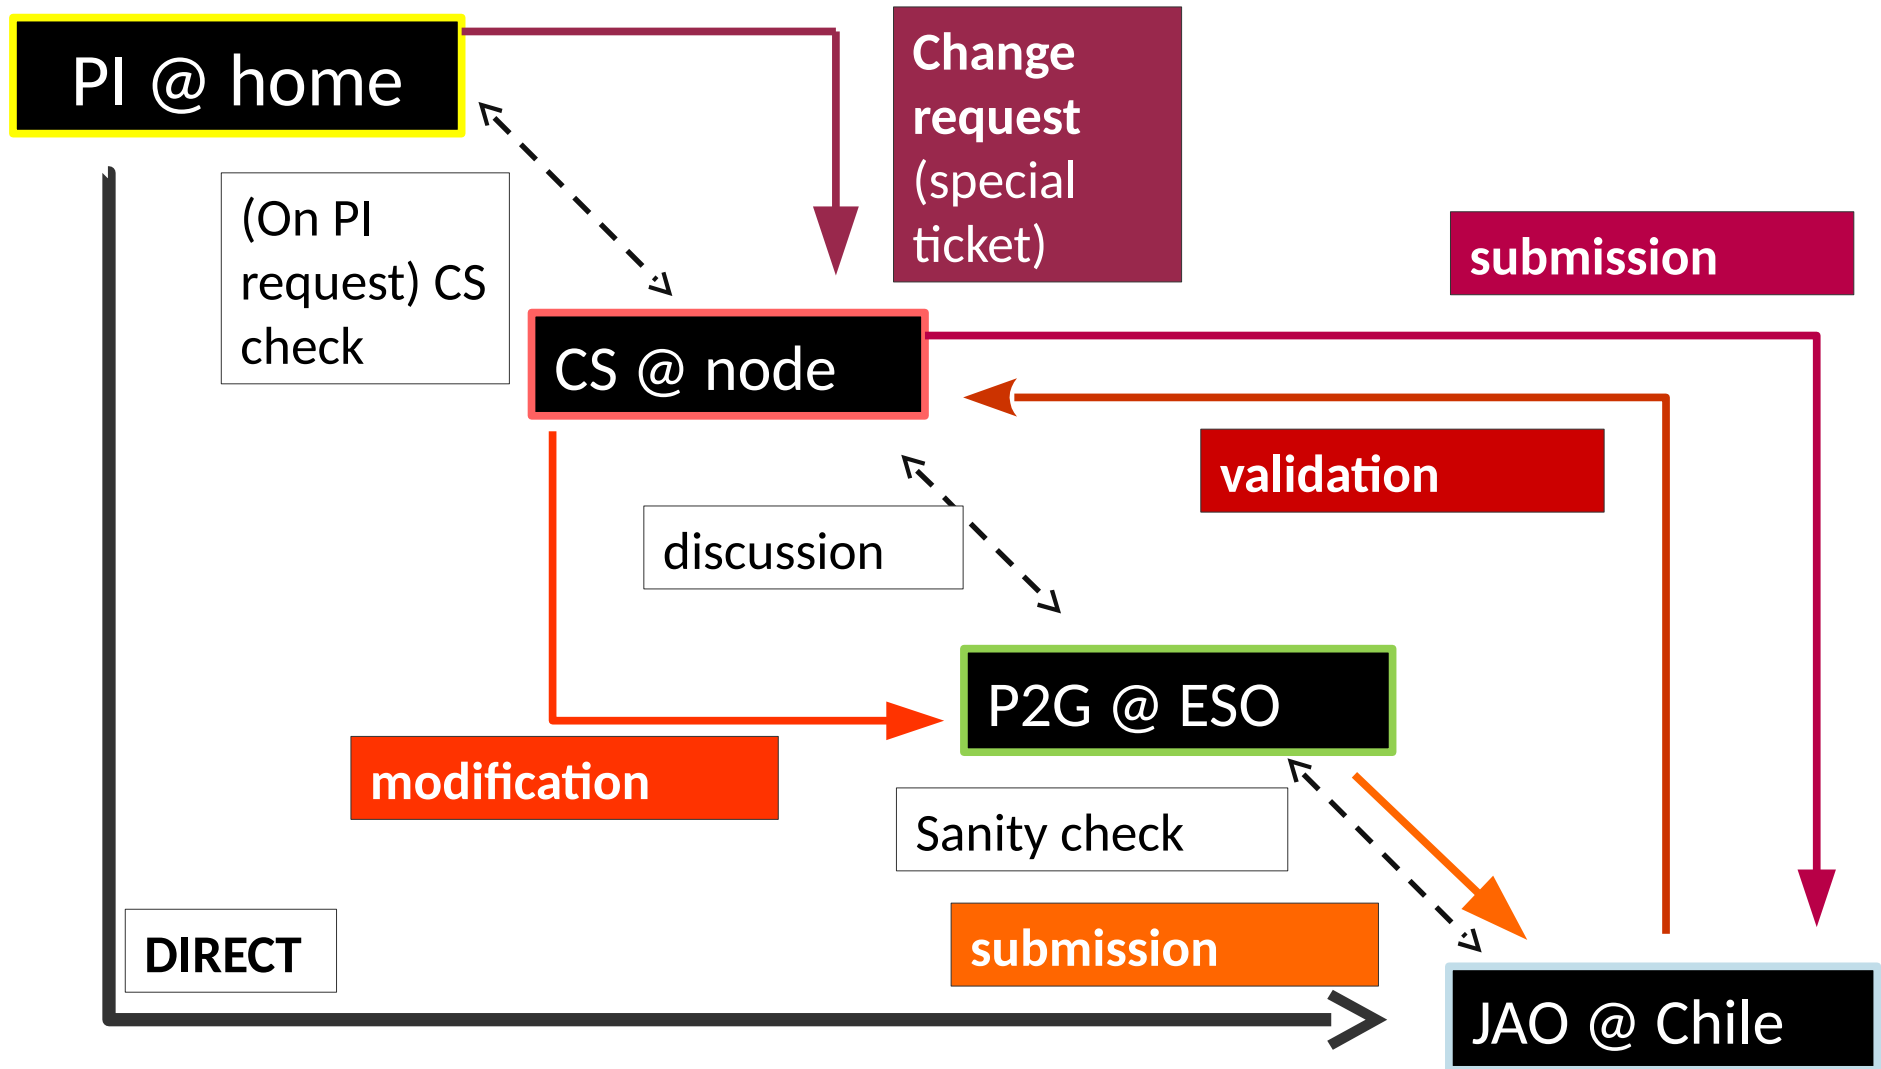 PI @ home
Change
request
(special
ticket)
(On PI
request) CS
check
submission
CS @ node
validation
discussion
P2G @ ESO
modification
Sanity check
DIRECT
submission
JAO @ Chile